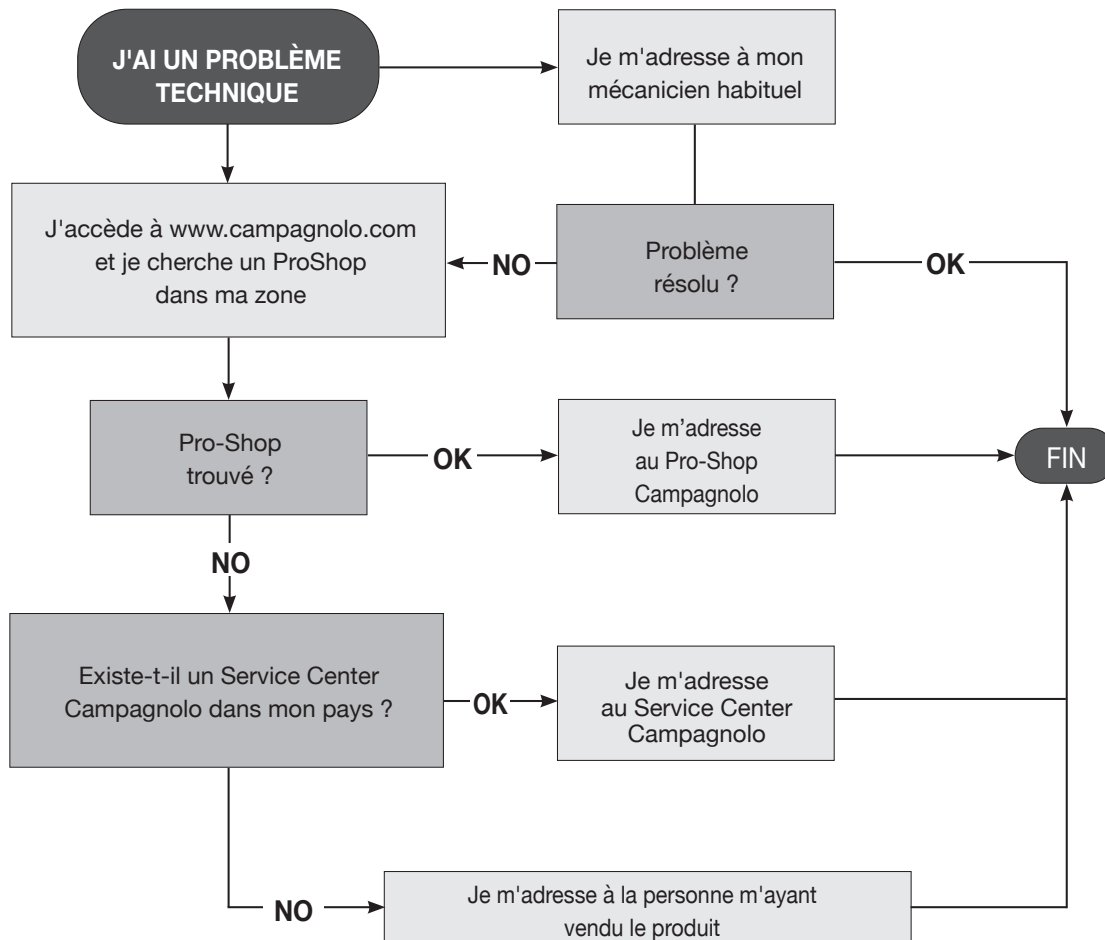 J'AI UN PROBLÈME
TECHNIQUE
Je m'adresse à mon
mécanicien habituel
J'accède à www.campagnolo.com
et je cherche un ProShop
dans ma zone
NO
Problème
résolu ?
OK
Pro-Shop
trouvé ?
OK
Je m’adresse
au Pro-Shop
Campagnolo
FIN
NO
Existe-t-il un Service Center
Campagnolo dans mon pays ?
OK
Je m'adresse
au Service Center
Campagnolo
NO
Je m'adresse à la personne m'ayant
vendu le produit